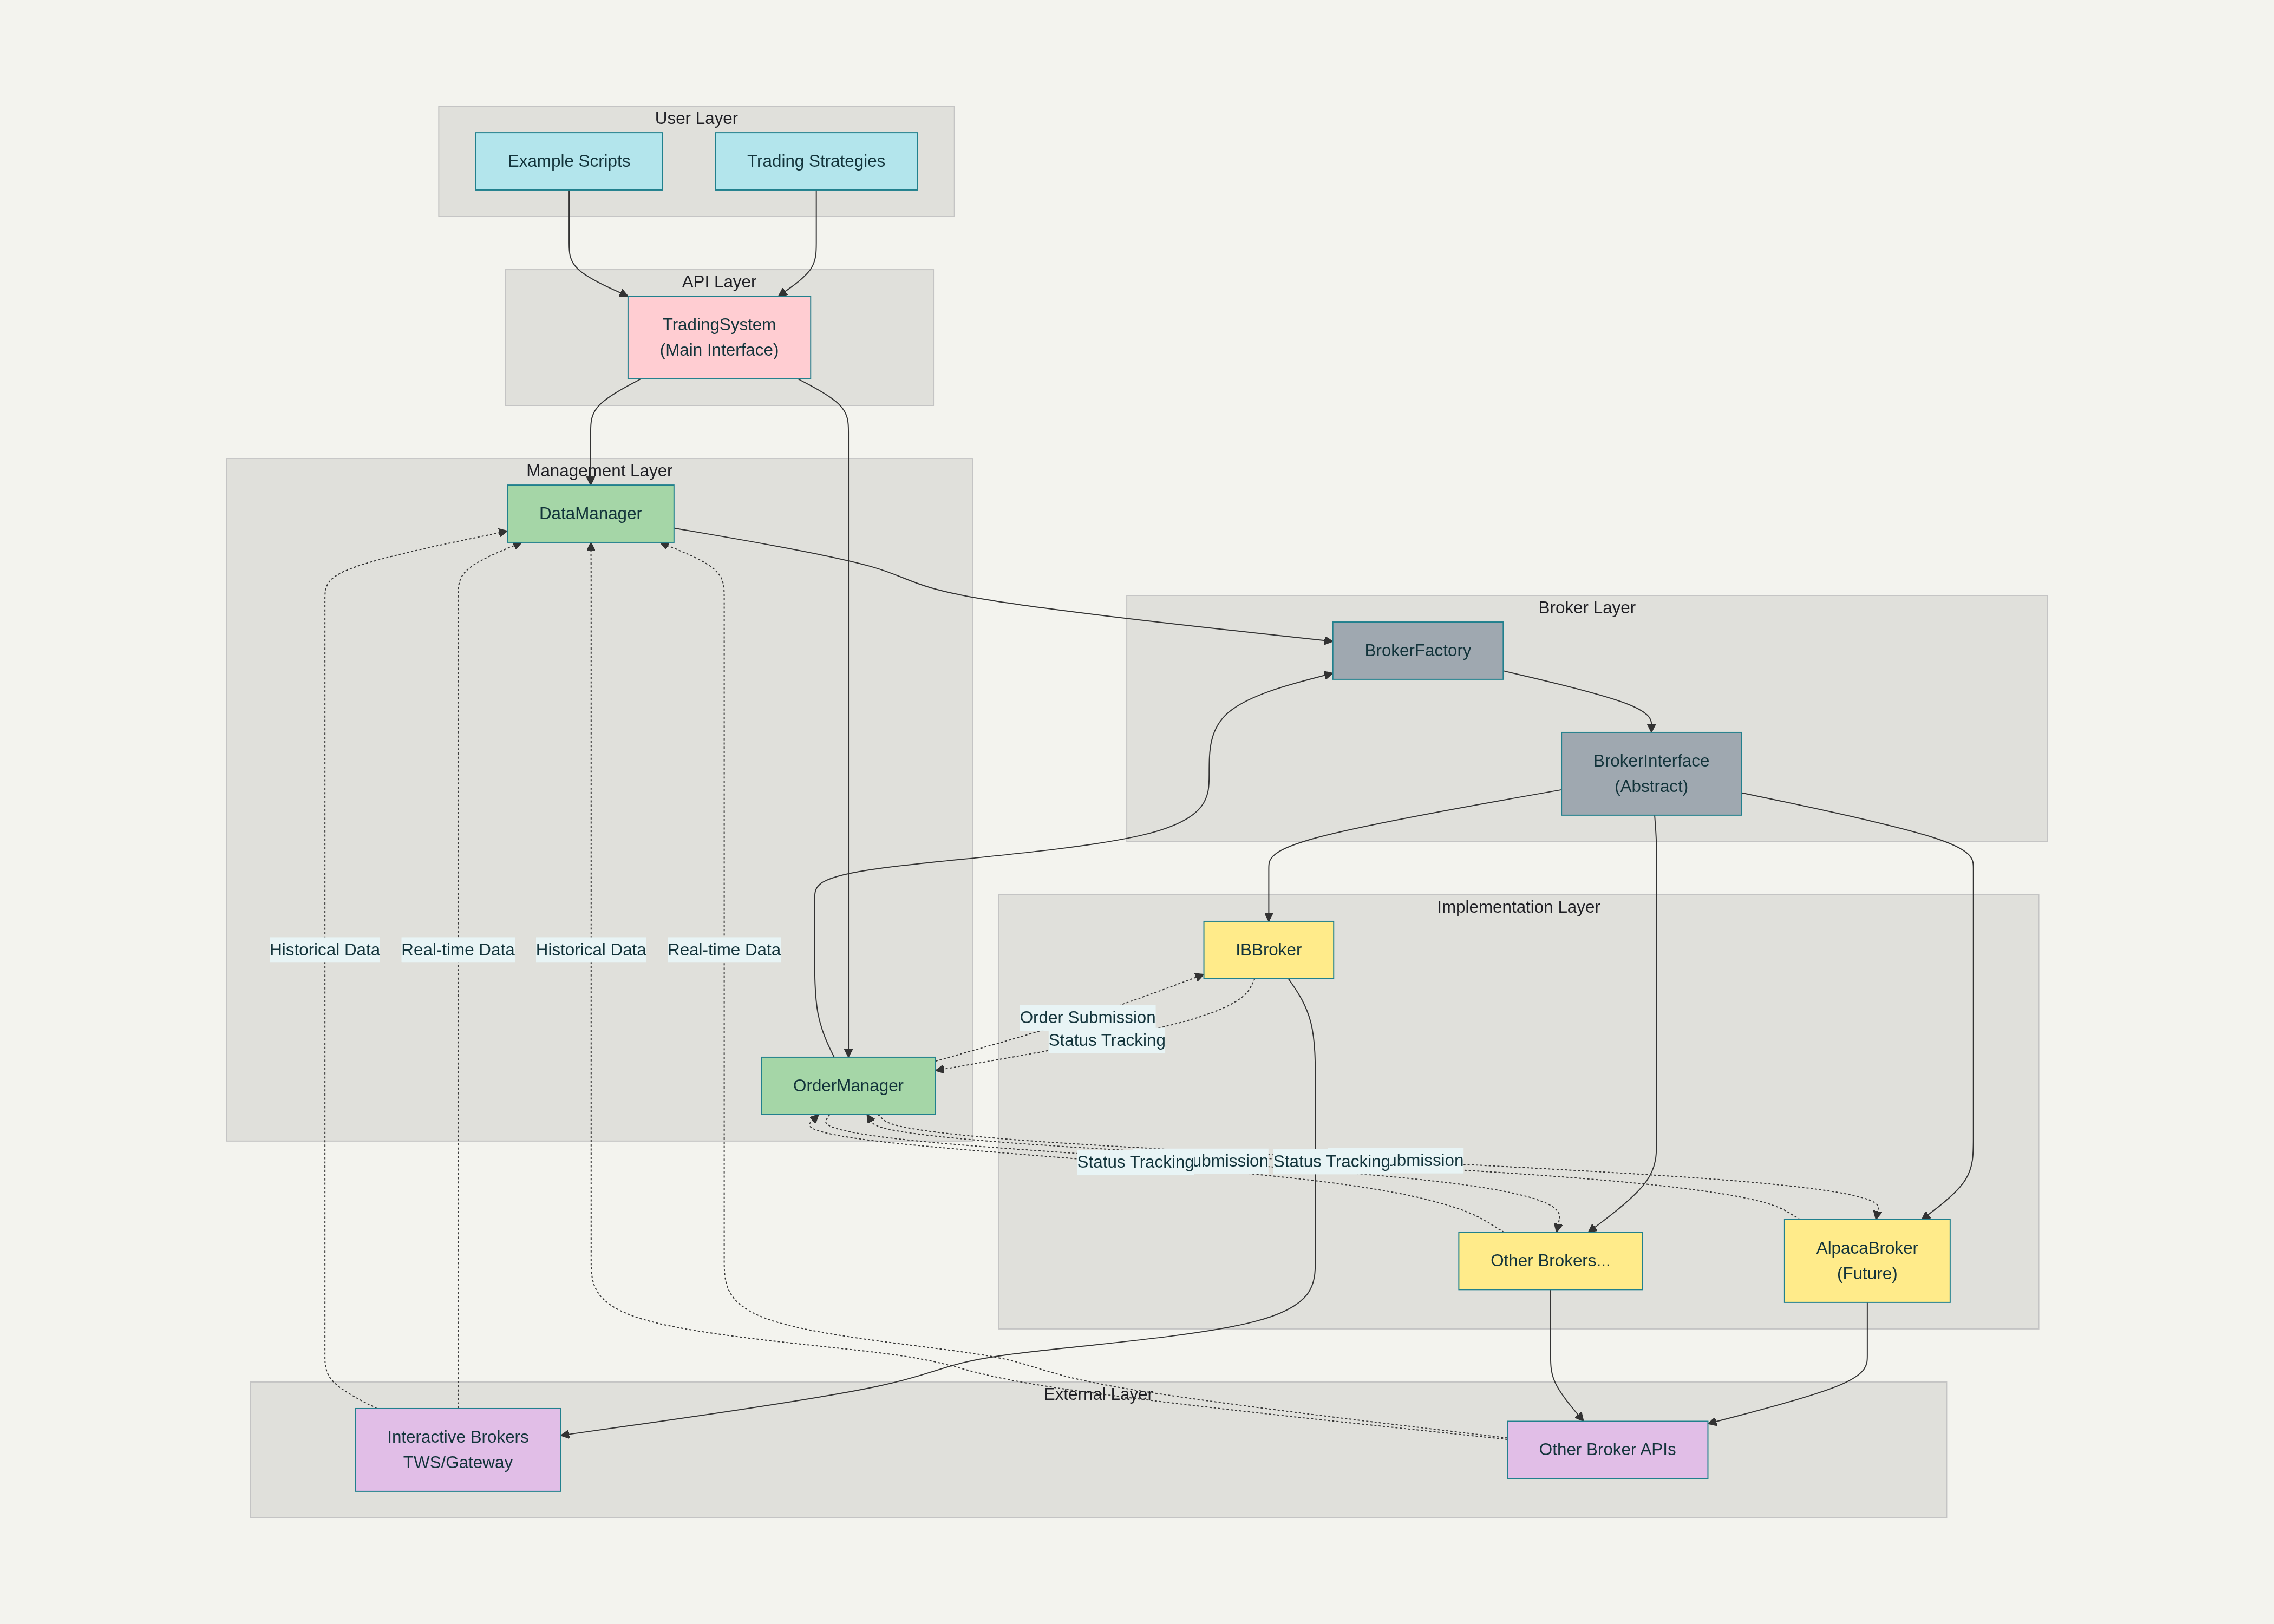 User Layer
Example Scripts
Trading Strategies
API Layer
TradingSystem
(Main Interface)
Management Layer
DataManager
Broker Layer
BrokerFactory
BrokerInterface
(Abstract)
Implementation Layer
IBBroker
Historical Data
Real-time Data
Historical Data
Real-time Data
Order Submission
Status Tracking
OrderManager
Status Tracking
Status Tracking
Other Brokers...
AlpacaBroker
(Future)
External Layer
Interactive Brokers
TWS/Gateway
Other Broker APIs